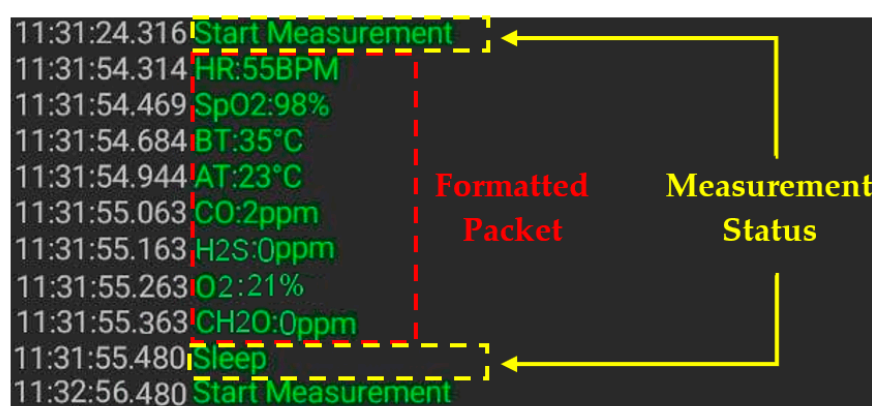 11:31:24.316 Start Measurement
11:31:54.314 HR:55BPM
11:31:54.469 SpO2:98%
11:31:54.684 BT:35°C
11:31:54.944 AT:23°C
11:31:55.063 CO:2ppm
11:31:55.163 H2S:0ppm
11:31:55.263 O2:21%
11:31:55.363 CH2O:0ppm
11:31:55.480 Sleep
11:32:56.480 Start Measurement
Formatted
Packet
Measurement
Status